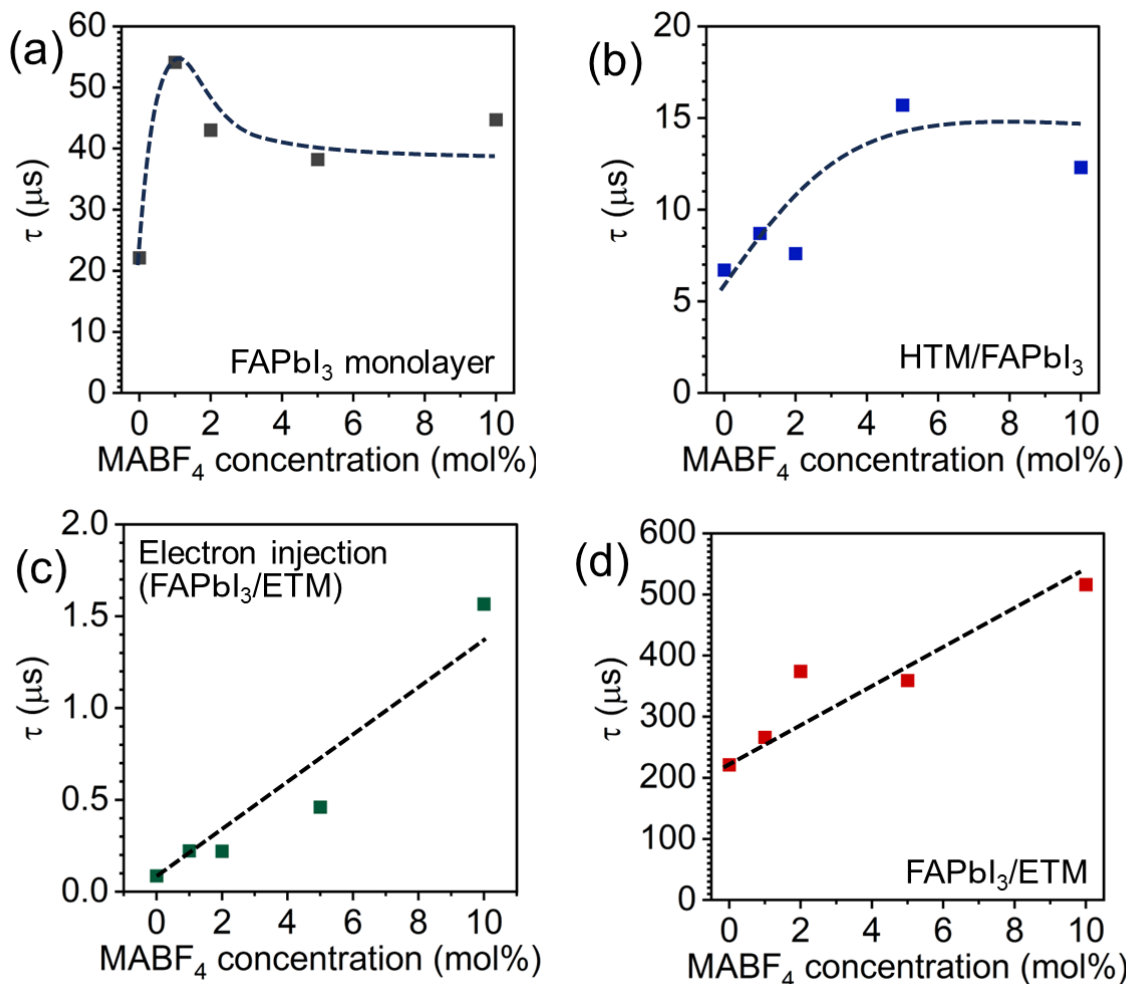 (a)
60
50
40
30
20
10
0
τ (μs)
FAPbI₃ monolayer
0 2 4 6 8 10
MABF₄ concentration (mol%)
(b)
20
15
10
5
0
τ (μs)
HTM/FAPbI₃
0 2 4 6 8 10
MABF₄ concentration (mol%)
(c)
2.0
1.5
1.0
0.5
0.0
τ (μs)
Electron injection
(FAPbI₃/ETM)
0 2 4 6 8 10
MABF₄ concentration (mol%)
(d)
600
500
400
300
200
100
0
τ (μs)
FAPbI₃/ETM
0 2 4 6 8 10
MABF₄ concentration (mol%)